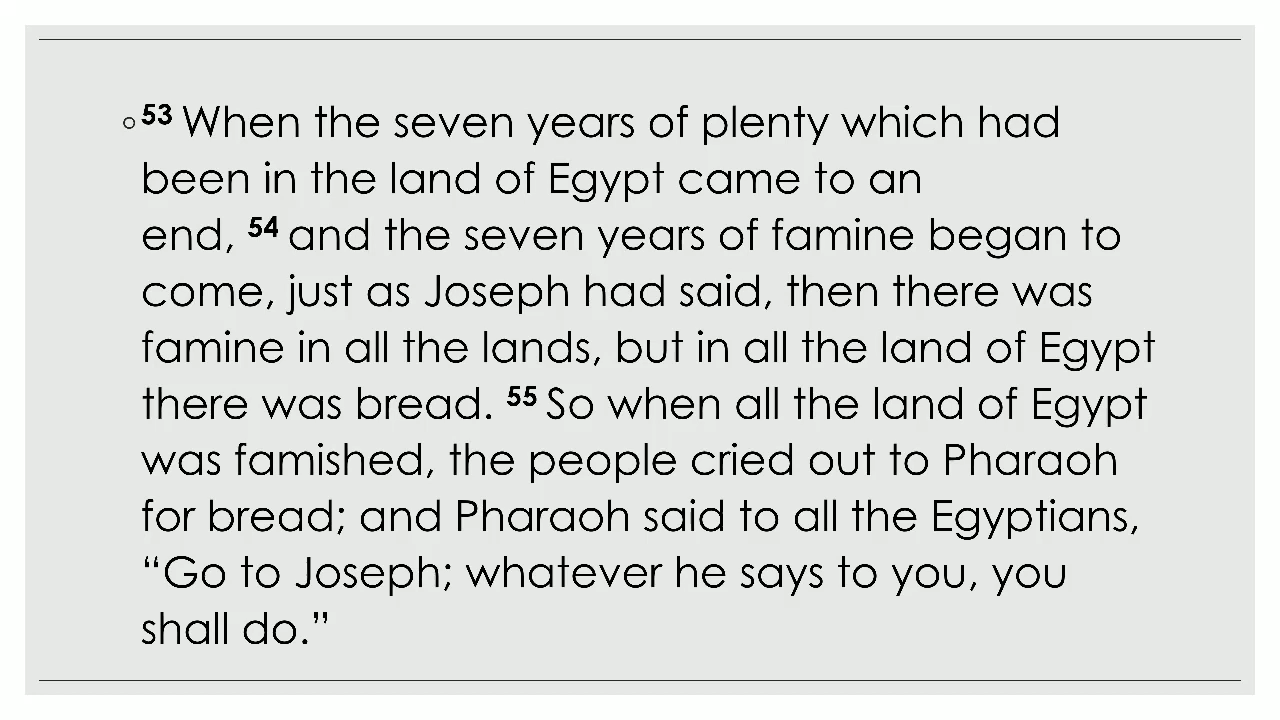 ◦53 When the seven years of plenty which had
been in the land of Egypt came to an
end, 54 and the seven years of famine began to
come, just as Joseph had said, then there was
famine in all the lands, but in all the land of Egypt
there was bread. 55 So when all the land of Egypt
was famished, the people cried out to Pharaoh
for bread; and Pharaoh said to all the Egyptians,
“Go to Joseph; whatever he says to you, you
shall do.”